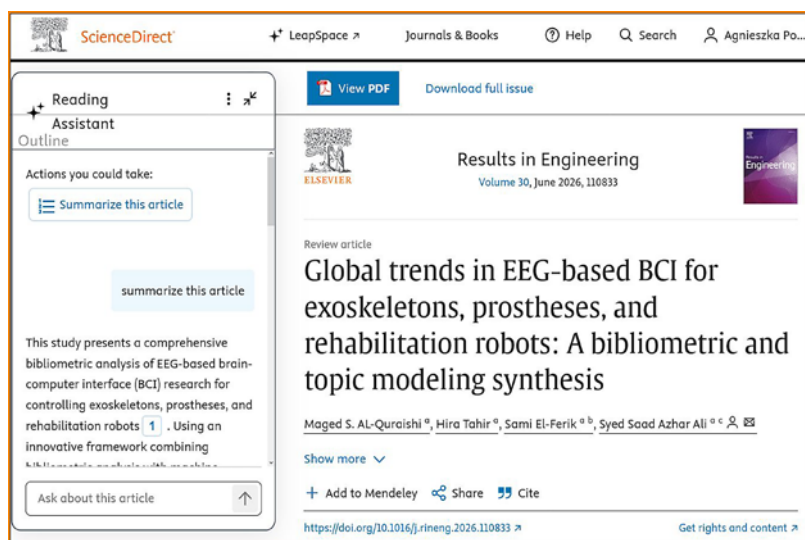 ScienceDirect
LeapSpace ↗
Journals & Books
Help
Search
Agnieszka Po...
Reading
Assistant
Outline
Actions you could take:
Summarize this article
summarize this article
This study presents a comprehensive
bibliometric analysis of EEG-based brain-
computer interface (BCI) research for
controlling exoskeletons, prostheses, and
rehabilitation robots 1 . Using an
innovative framework combining
bibliometric analysis with machine
Ask about this article
View PDF
Download full issue
ELSEVIER
Results in Engineering
Volume 30, June 2026, 110833
Engineering
Review article
Global trends in EEG-based BCI for
exoskeletons, prostheses, and
rehabilitation robots: A bibliometric and
topic modeling synthesis
Maged S. AL-Quraishi a, Hira Tahir a, Sami El-Ferik a b, Syed Saad Azhar Ali a c
Show more
+ Add to Mendeley
Share
Cite
https://doi.org/10.1016/j.rineng.2026.110833 ↗
Get rights and content ↗